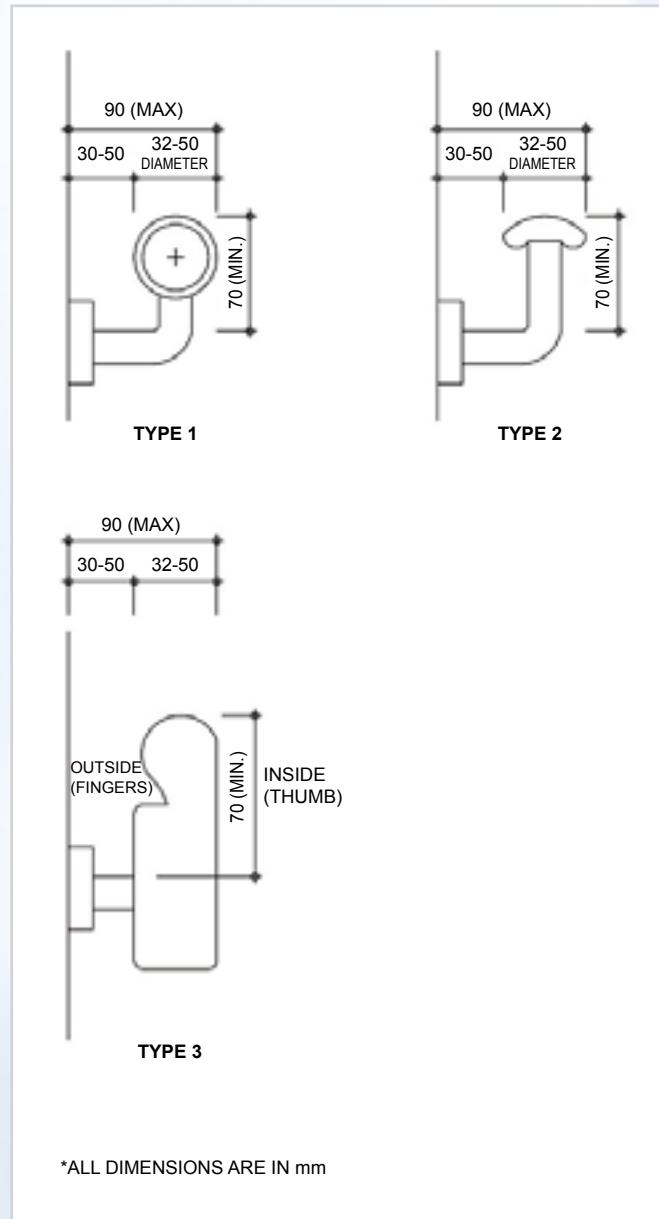 90 (MAX)
30-50
32-50
DIAMETER
70 (MIN.)
TYPE 1
90 (MAX)
30-50
32-50
DIAMETER
70 (MIN.)
TYPE 2
90 (MAX)
30-50
32-50
OUTSIDE
(FINGERS)
70 (MIN.)
INSIDE
(THUMB)
TYPE 3
*ALL DIMENSIONS ARE IN mm